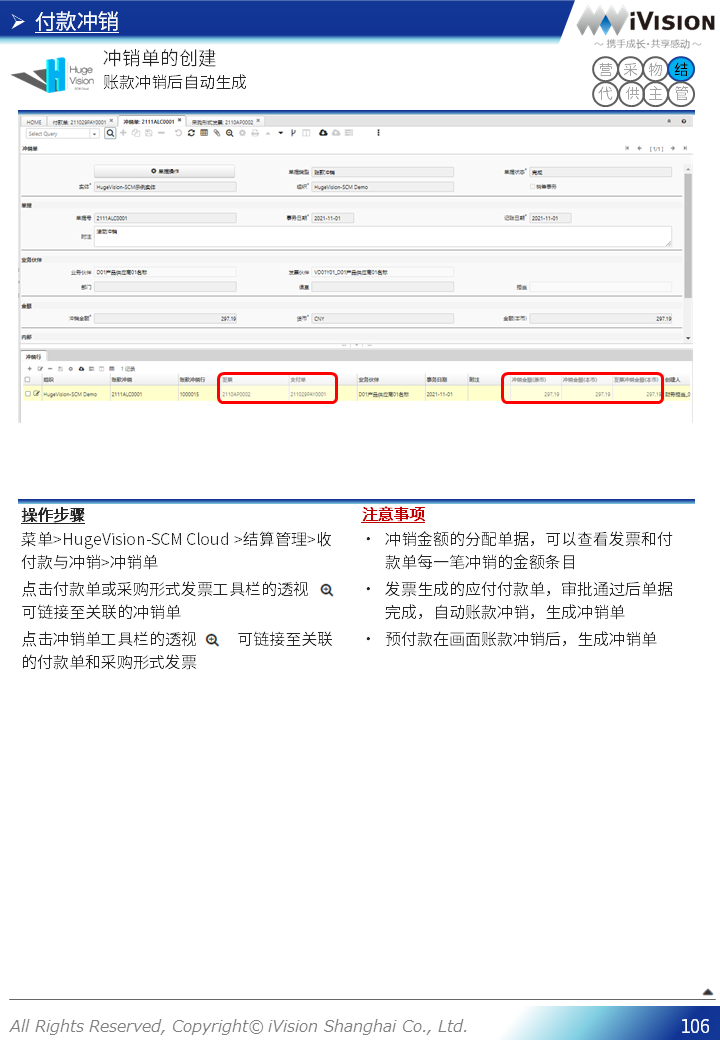 付款冲销
iVision
～ 携手成长·共享感动 ～
Huge
Vision
冲销单的创建
账款冲销后自动生成
营 采 物 结
代 供 主 管
HOME 付款单: 211029PAY0001 冲销单: 2111ALC0001 采购形式发票: 2110AP0002
Select Query
冲销单
[1/1]
单据操作 单据类型 账款冲销 单据状态 完成
实体 HugeVision-SCM示例实体 组织 HugeVision-SCM Demo
单据
单据号 2111ALC0001 事务日期 2021-11-01 记账日期 2021-11-01
附注
业务伙伴
业务伙伴 D01产品供应商01名称 发票伙伴 VD01Y01_D01产品供应商01名称
部门 课室 担当
金额
冲销金额 297.19 货币 CNY 金额(本币) 297.19
内部
冲销行
1 记录
组织 账款冲销 账款冲销行 发票 支付单 业务伙伴 事务日期 附注 冲销金额(原币) 冲销金额(本币) 发票冲销金额(本币) 创建人
HugeVision-SCM Demo 2111ALC0001 1000015 2110AP0002 211029PAY0001 D01产品供应商01名称 2021-11-01 297.19 297.19 297.19 财务担当_0
操作步骤
菜单>HugeVision-SCM Cloud >结算管理>收
付款与冲销>冲销单
点击付款单或采购形式发票工具栏的透视
可链接至关联的冲销单
点击冲销单工具栏的透视 可链接至关联
的付款单和采购形式发票
注意事项
• 冲销金额的分配单据，可以查看发票和付
款单每一笔冲销的金额条目
• 发票生成的应付付款单，审批通过后单据
完成，自动账款冲销，生成冲销单
• 预付款在画面账款冲销后，生成冲销单
All Rights Reserved, Copyright© iVision Shanghai Co., Ltd.
106